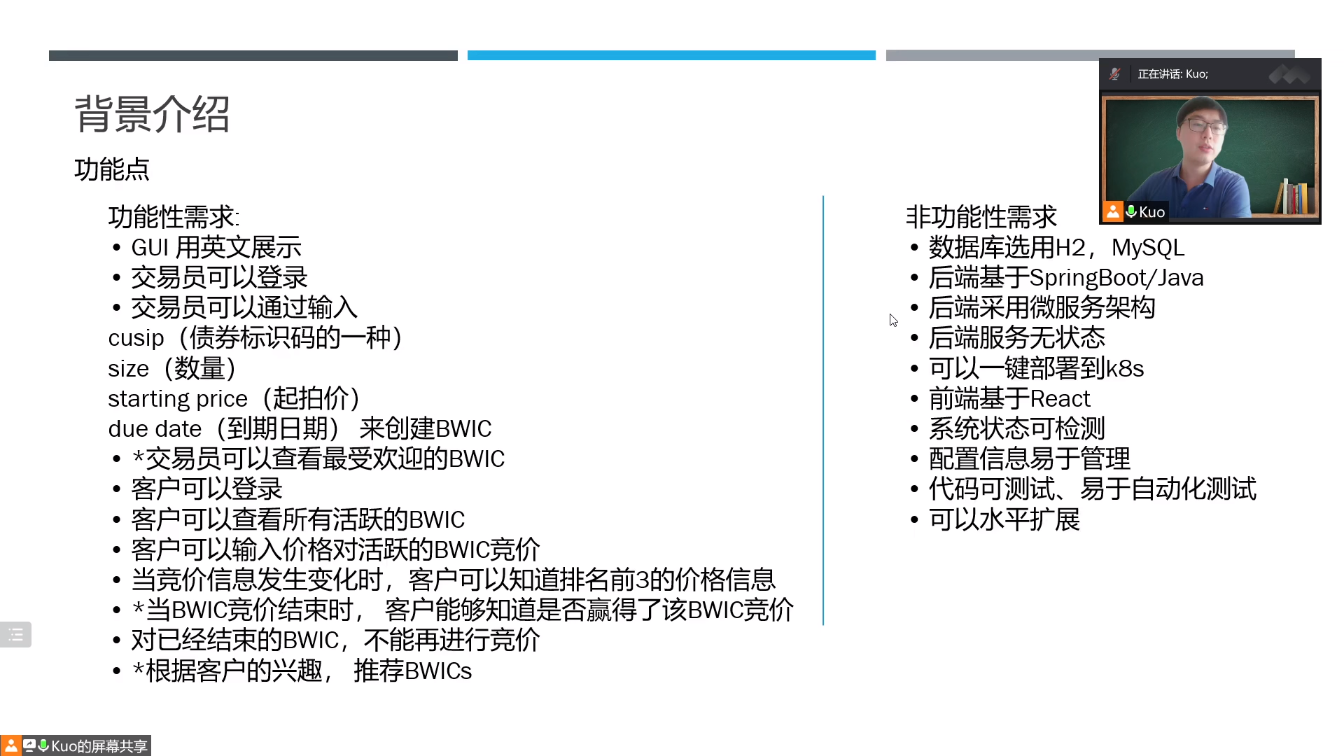 正在讲话: Kuo;
背景介绍
Kuo
功能点
功能性需求:
• GUI 用英文展示
• 交易员可以登录
• 交易员可以通过输入
cusip（债券标识码的一种）
size（数量）
starting price（起拍价）
due date（到期日期） 来创建BWIC
• *交易员可以查看最受欢迎的BWIC
• 客户可以登录
• 客户可以查看所有活跃的BWIC
• 客户可以输入价格对活跃的BWIC竞价
• 当竞价信息发生变化时，客户可以知道排名前3的价格信息
• *当BWIC竞价结束时， 客户能够知道是否赢得了该BWIC竞价
• 对已经结束的BWIC，不能再进行竞价
• *根据客户的兴趣， 推荐BWICs
非功能性需求
• 数据库选用H2，MySQL
• 后端基于SpringBoot/Java
• 后端采用微服务架构
• 后端服务无状态
• 可以一键部署到k8s
• 前端基于React
• 系统状态可检测
• 配置信息易于管理
• 代码可测试、易于自动化测试
• 可以水平扩展
Kuo的屏幕共享